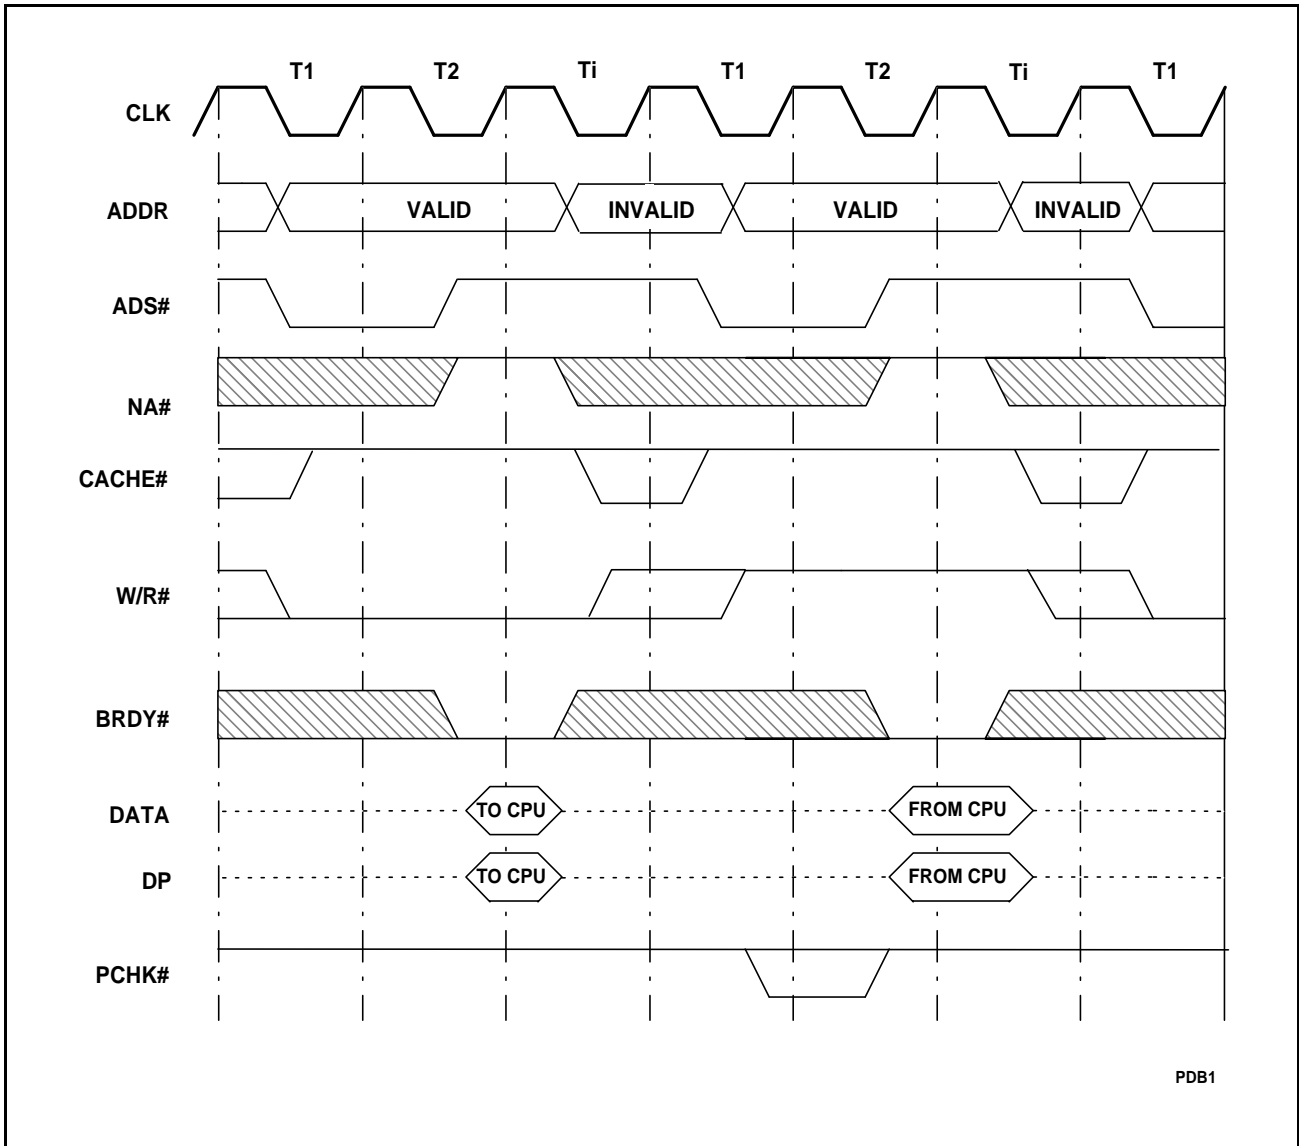 T1 T2 Ti T1 T2 Ti T1
CLK
ADDR VALID INVALID VALID INVALID
ADS#
NA#
CACHE#
W/R#
BRDY#
DATA TO CPU FROM CPU
DP TO CPU FROM CPU
PCHK#
PDB1